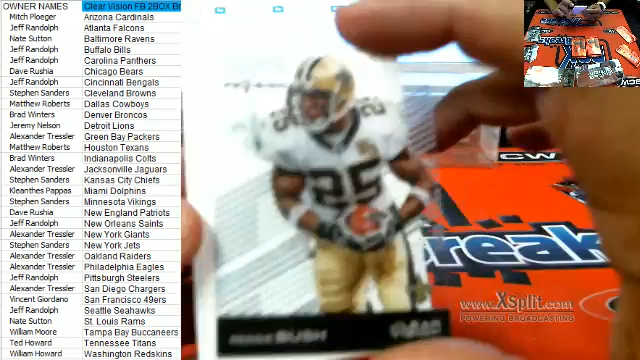 OWNER NAMES Clear Vision FB 2BOX Br
Mitch Ploeger Arizona Cardinals
Jeff Randolph Atlanta Falcons
Nate Sutton Baltimore Ravens
Jeff Randolph Buffalo Bills
Jeff Randolph Carolina Panthers
Dave Rushia Chicago Bears
Jeff Randolph Cincinnati Bengals
Stephen Sanders Cleveland Browns
Matthew Roberts Dallas Cowboys
Brad Winters Denver Broncos
Jeremy Nelson Detroit Lions
Alexander Tressler Green Bay Packers
Matthew Roberts Houston Texans
Brad Winters Indianapolis Colts
Alexander Tressler Jacksonville Jaguars
Stephen Sanders Kansas City Chiefs
Kleanthes Pappas Miami Dolphins
Stephen Sanders Minnesota Vikings
Dave Rushia New England Patriots
Jeff Randolph New Orleans Saints
Alexander Tressler New York Giants
Stephen Sanders New York Jets
Alexander Tressler Oakland Raiders
Alexander Tressler Philadelphia Eagles
Jeff Randolph Pittsburgh Steelers
Alexander Tressler San Diego Chargers
Vincent Giordano San Francisco 49ers
Jeff Randolph Seattle Seahawks
Nate Sutton St. Louis Rams
William Moore Tampa Bay Buccaneers
Ted Howard Tennessee Titans
William Howard Washington Redskins
25
25
BUSH
CW
Break
www.XSplit.com
POWERING BROADCASTING